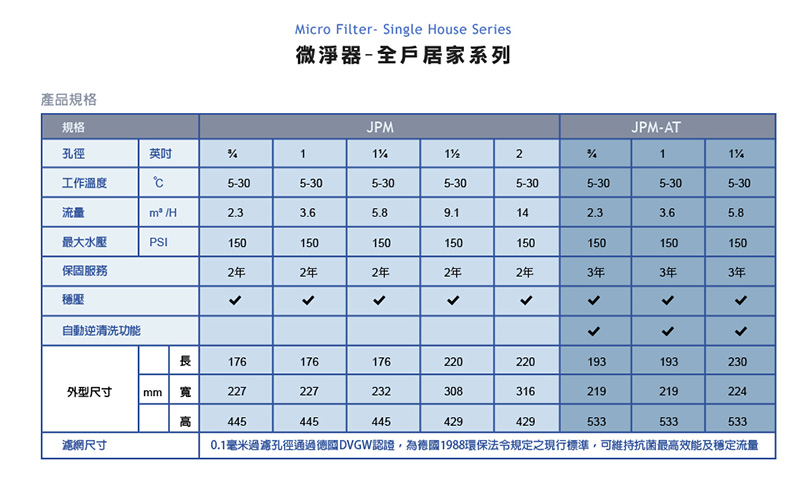 Micro Filter- Single House Series
微淨器-全戶居家系列
產品規格
規格 JPM JPM-AT
孔徑 英吋 ¾ 1 1¼ 1½ 2 ¾ 1 1¼
工作溫度 ℃ 5-30 5-30 5-30 5-30 5-30 5-30 5-30 5-30
流量 m³ /H 2.3 3.6 5.8 9.1 14 2.3 3.6 5.8
最大水壓 PSI 150 150 150 150 150 150 150 150
保固服務 2年 2年 2年 2年 2年 3年 3年 3年
穩壓 ✓ ✓ ✓ ✓ ✓ ✓ ✓ ✓
自動逆清洗功能 ✓ ✓ ✓
長 176 176 176 220 220 193 193 230
外型尺寸 mm 寬 227 227 232 308 316 219 219 224
高 445 445 445 429 429 533 533 533
濾網尺寸 0.1毫米過濾孔徑通過德國DVGW認證，為德國1988環保法令規定之現行標準，可維持抗菌最高效能及穩定流量